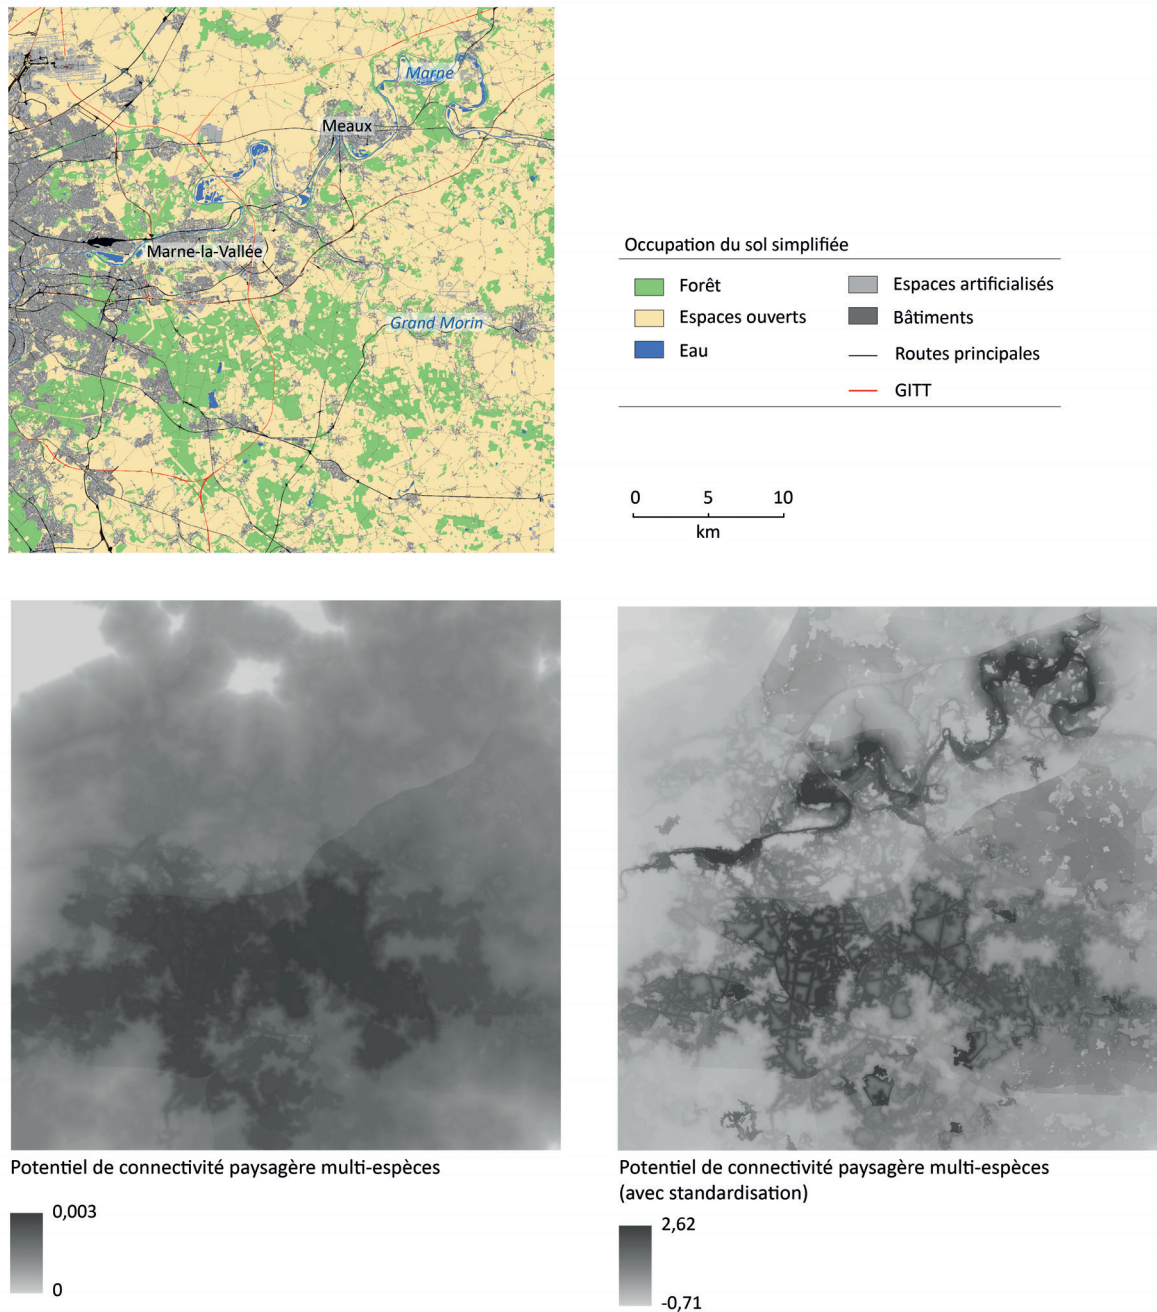 Marne
Meaux
Marne-la-Vallée
Grand Morin
Occupation du sol simplifiée
Forêt
Espaces ouverts
Eau
Espaces artificialisés
Bâtiments
Routes principales
GITT
0 5 10
km
Potentiel de connectivité paysagère multi-espèces
0,003
0
Potentiel de connectivité paysagère multi-espèces
(avec standardisation)
2,62
-0,71